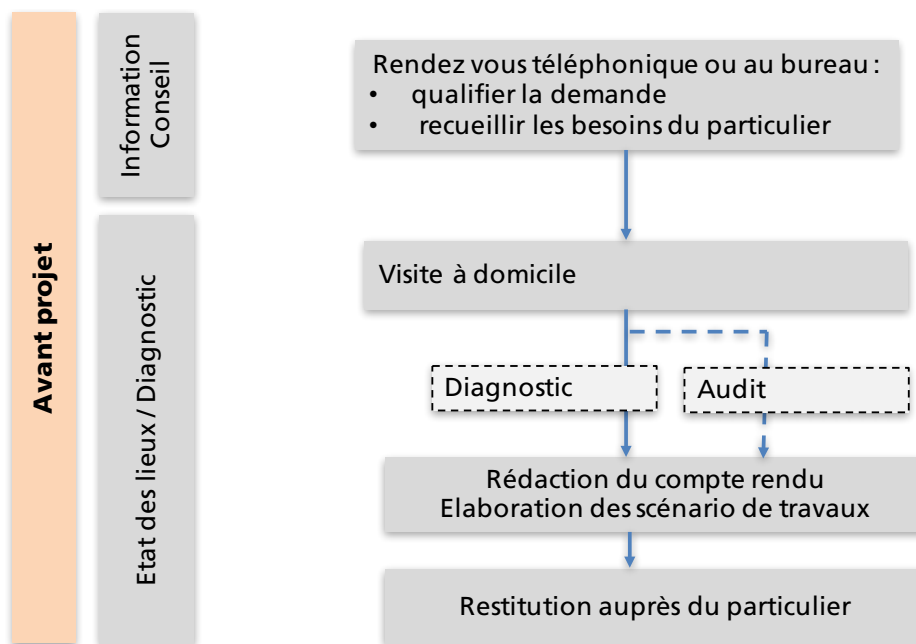 Avant projet
Information
Conseil
Rendez vous téléphonique ou au bureau :
• qualifier la demande
• recueillir les besoins du particulier
Etat des lieux / Diagnostic
Visite à domicile
Diagnostic
Audit
Rédaction du compte rendu
Elaboration des scénario de travaux
Restitution auprès du particulier